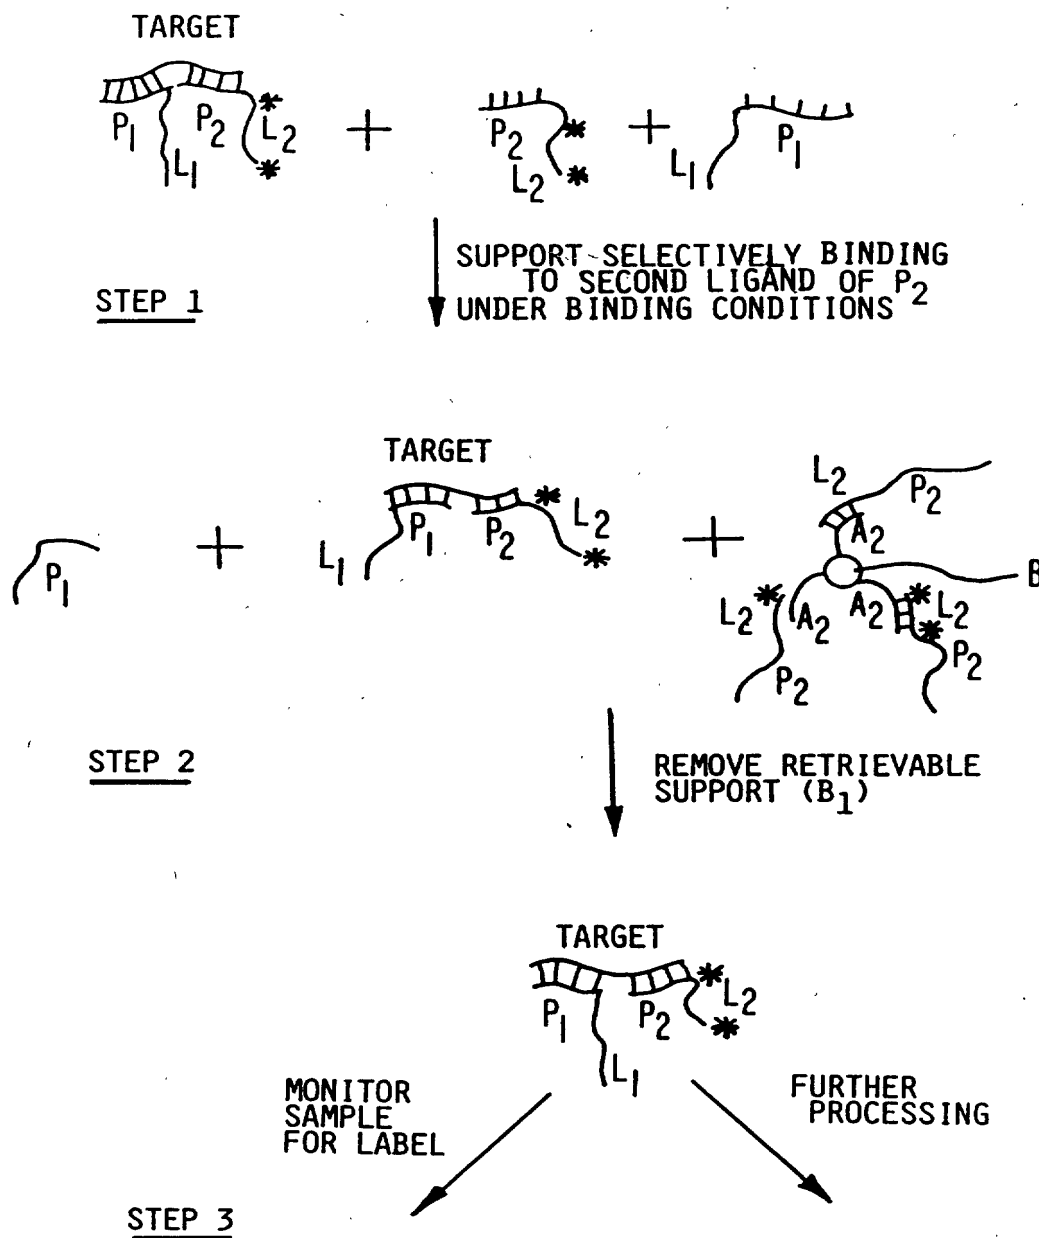 TARGET
P1 P2 L2 + P2 + P1
L1 L2 L1
SUPPORT SELECTIVELY BINDING
TO SECOND LIGAND OF P2
STEP 1 UNDER BINDING CONDITIONS
TARGET
L2 P2
P1 + L1 P1 P2 L2 + A2
B
L2 A2 A2 L2
P2 P2
STEP 2
REMOVE RETRIEVABLE
SUPPORT (B1)
TARGET
P1 P2 L2
L1
MONITOR
SAMPLE
FOR LABEL
FURTHER
PROCESSING
STEP 3